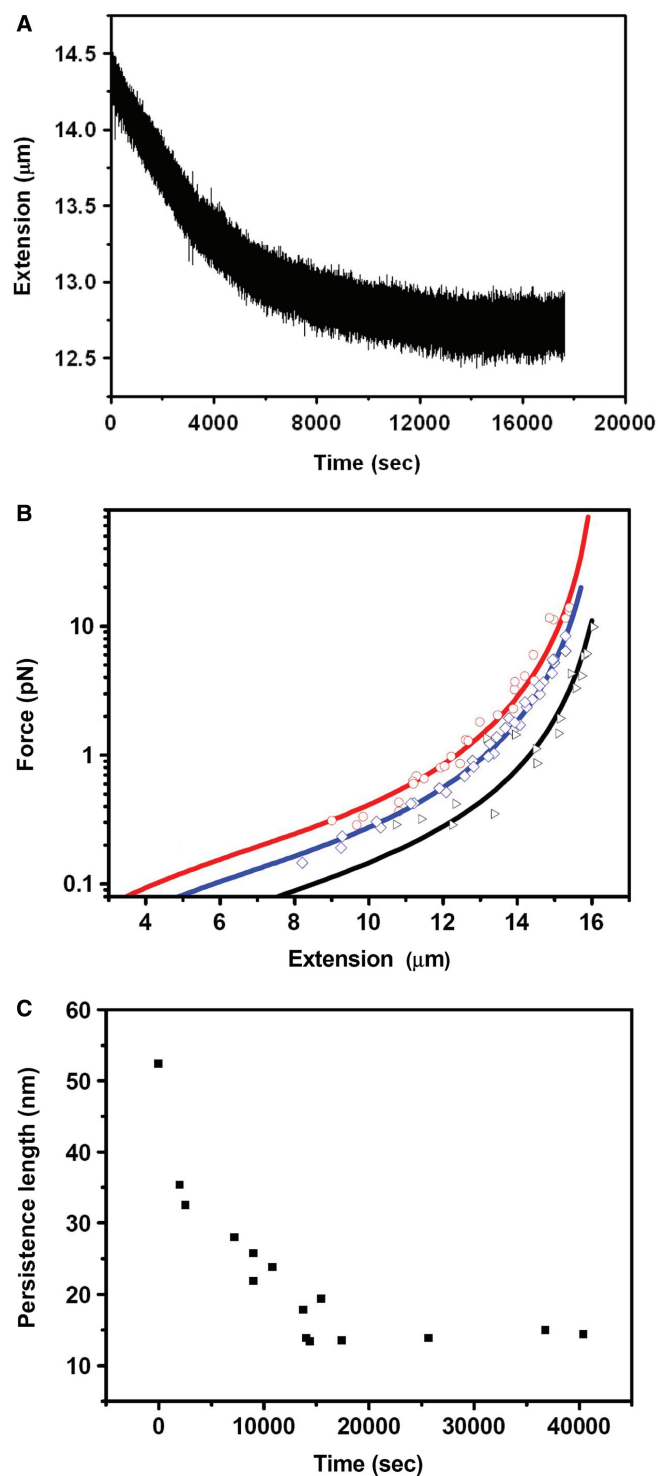 A
14.5
14.0
13.5
13.0
12.5
Extension (μm)
0 4000 8000 12000 16000 20000
Time (sec)
B
10
1
0.1
Force (pN)
4 6 8 10 12 14 16
Extension (μm)
C
60
50
40
30
20
10
Persistence length (nm)
0 10000 20000 30000 40000
Time (sec)